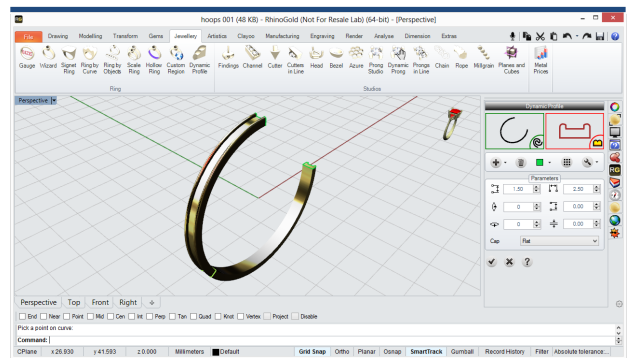 hoops 001 (48 KB) - RhinoGold (Not For Resale Lab) (64-bit) - [Perspective]
File Drawing Modelling Transform Gems Jewellery Artistics Clayoo Manufacturing Engraving Render Analyse Dimension Extras
Gauge Wizard Signet Ring Ring by Curve Ring by Objects Scale Ring Hollow Ring Custom Region Dynamic Profile Findings Channel Cutter Cutters in Line Head Bezel Azure Prong Studio Dynamic Prong Prongs in Line Chain Rope Millgrain Planes and Cubes Metal Prices
Ring Studios
Perspective
Dynamic Profile
RG
Parameters
1.50 2.50
0 0.00
0 0.00
Cap Flat
Perspective Top Front Right
End Near Point Mid Cen Int Perp Tan Quad Knot Vertex Project Disable
Pick a point on curve:
Command:
CPlane x 25.930 y 41.593 z 0.000 Millimeters Default Grid Snap Ortho Planar Osnap SmartTrack Gumball Record History Filter Absolute tolerance:...